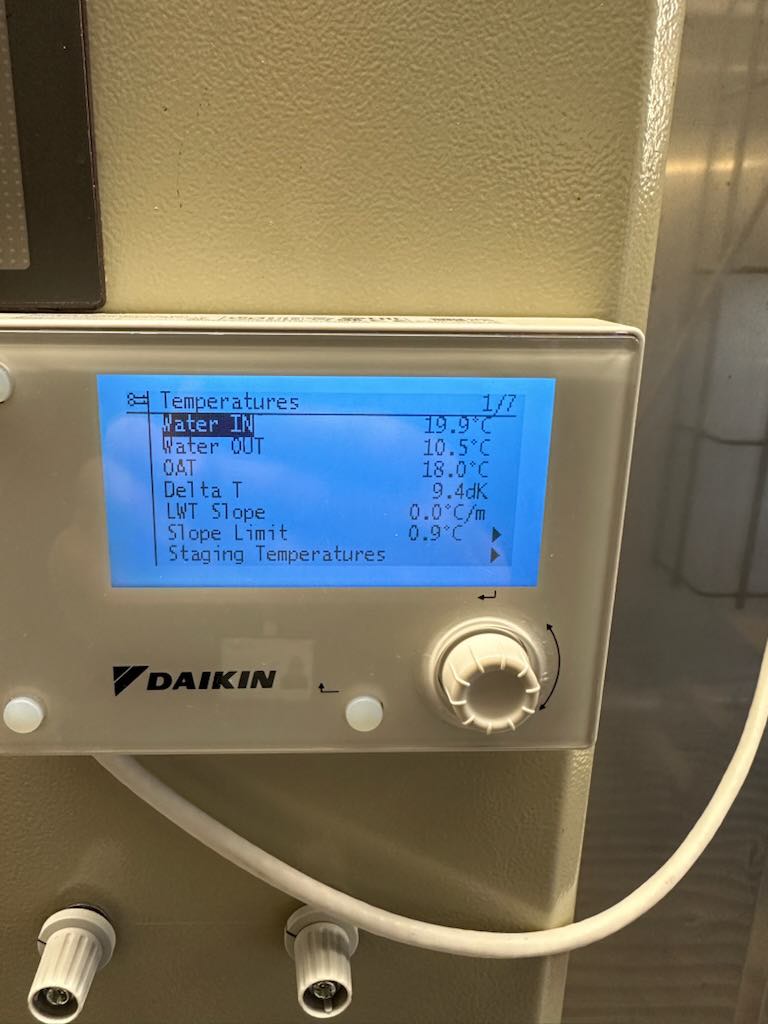 Temperatures 1/7
Water IN 19.9°C
Water OUT 10.5°C
OAT 18.0°C
Delta T 9.4dK
LWT Slope 0.0°C/m
Slope Limit 0.9°C
Staging Temperatures
DAIKIN